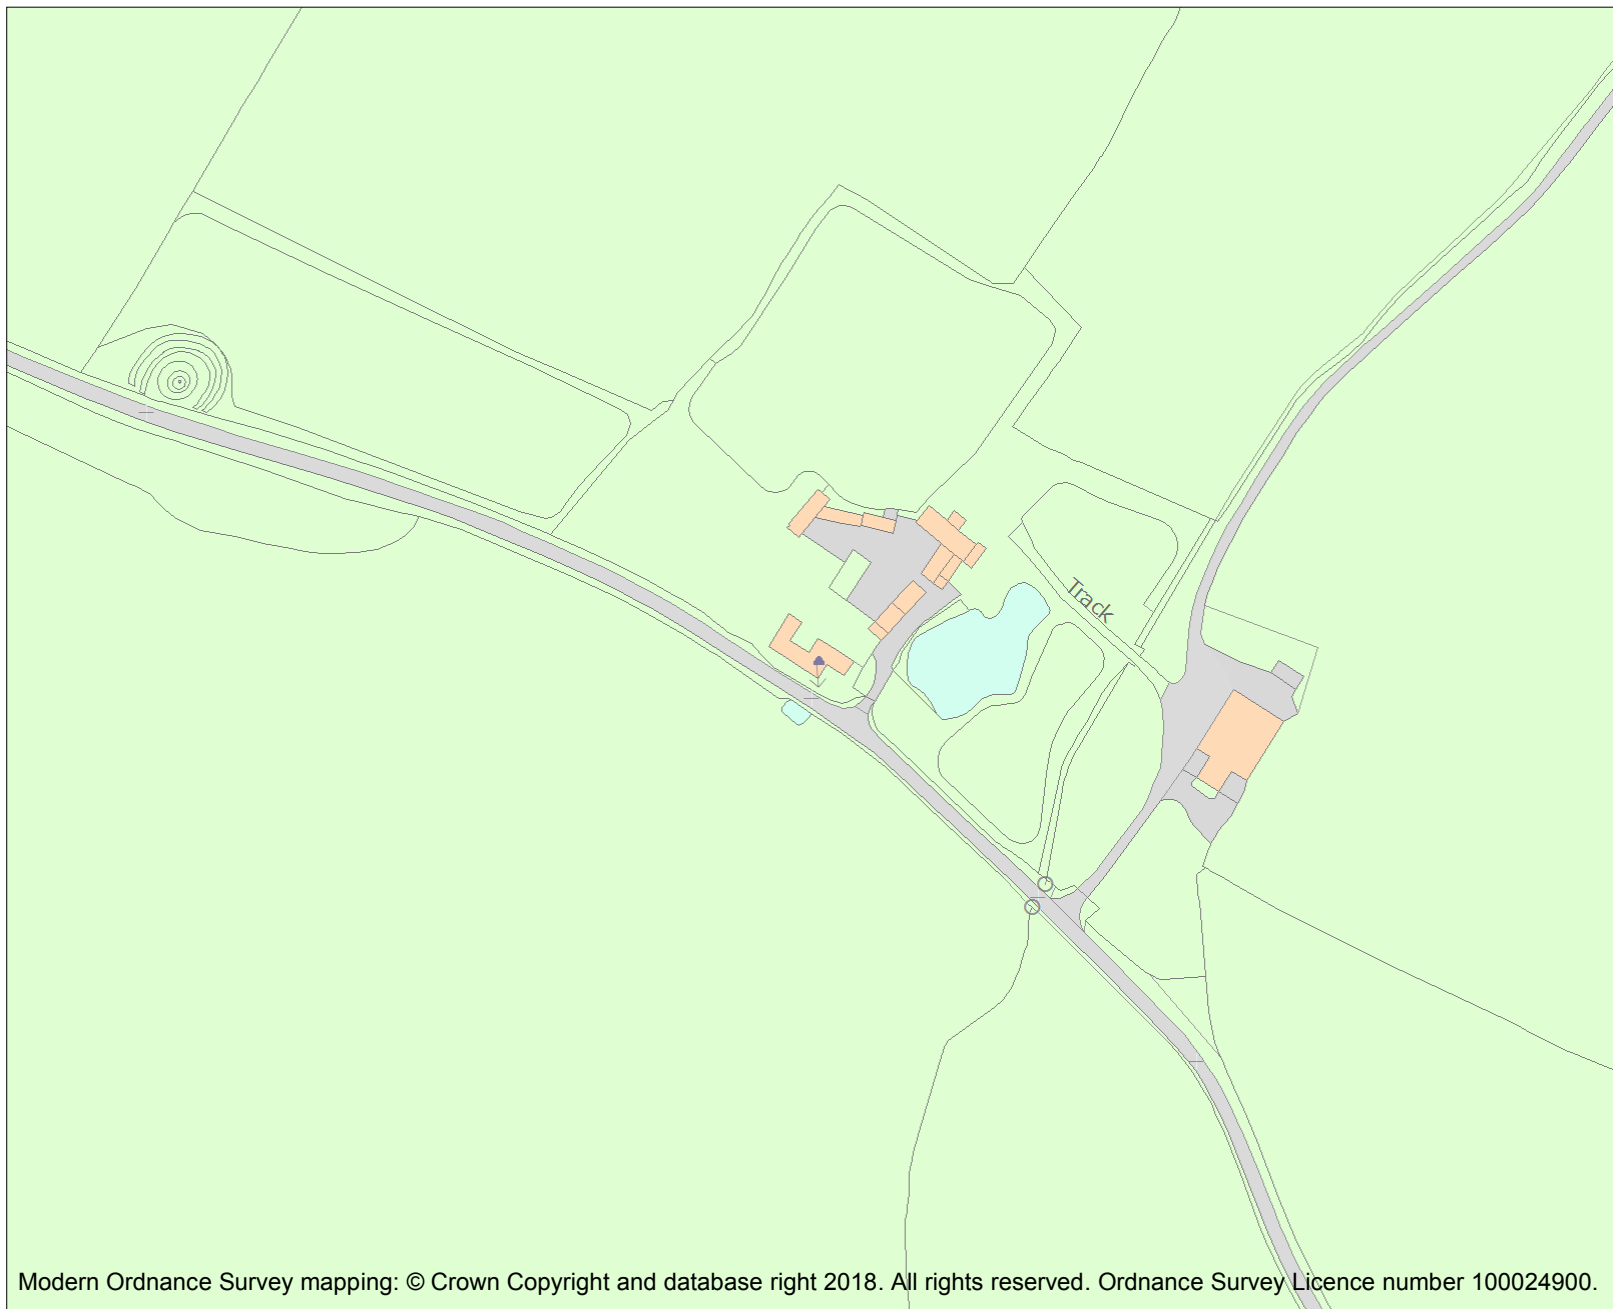 Track
Modern Ordnance Survey mapping: © Crown Copyright and database right 2018. All rights reserved. Ordnance Survey Licence number 100024900.